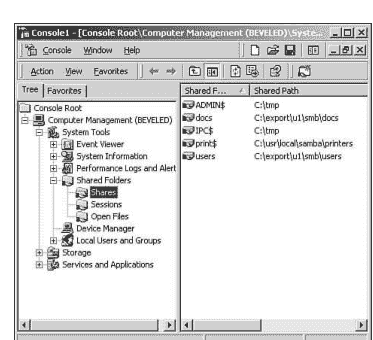 Console1 - [Console Root\Computer Management (BEVELED)\Syste...
Console Window Help
Action View Favorites
Tree Favorites
Console Root
Computer Management (BEVELED)
System Tools
Event Viewer
System Information
Performance Logs and Alert
Shared Folders
Shares
Sessions
Open Files
Device Manager
Local Users and Groups
Storage
Services and Applications
Shared F... Shared Path
ADMIN$ C:\tmp
docs C:\export\u1\smb\docs
IPC$ C:\tmp
print$ C:\usr\local\samba\printers
users C:\export\u1\smb\users